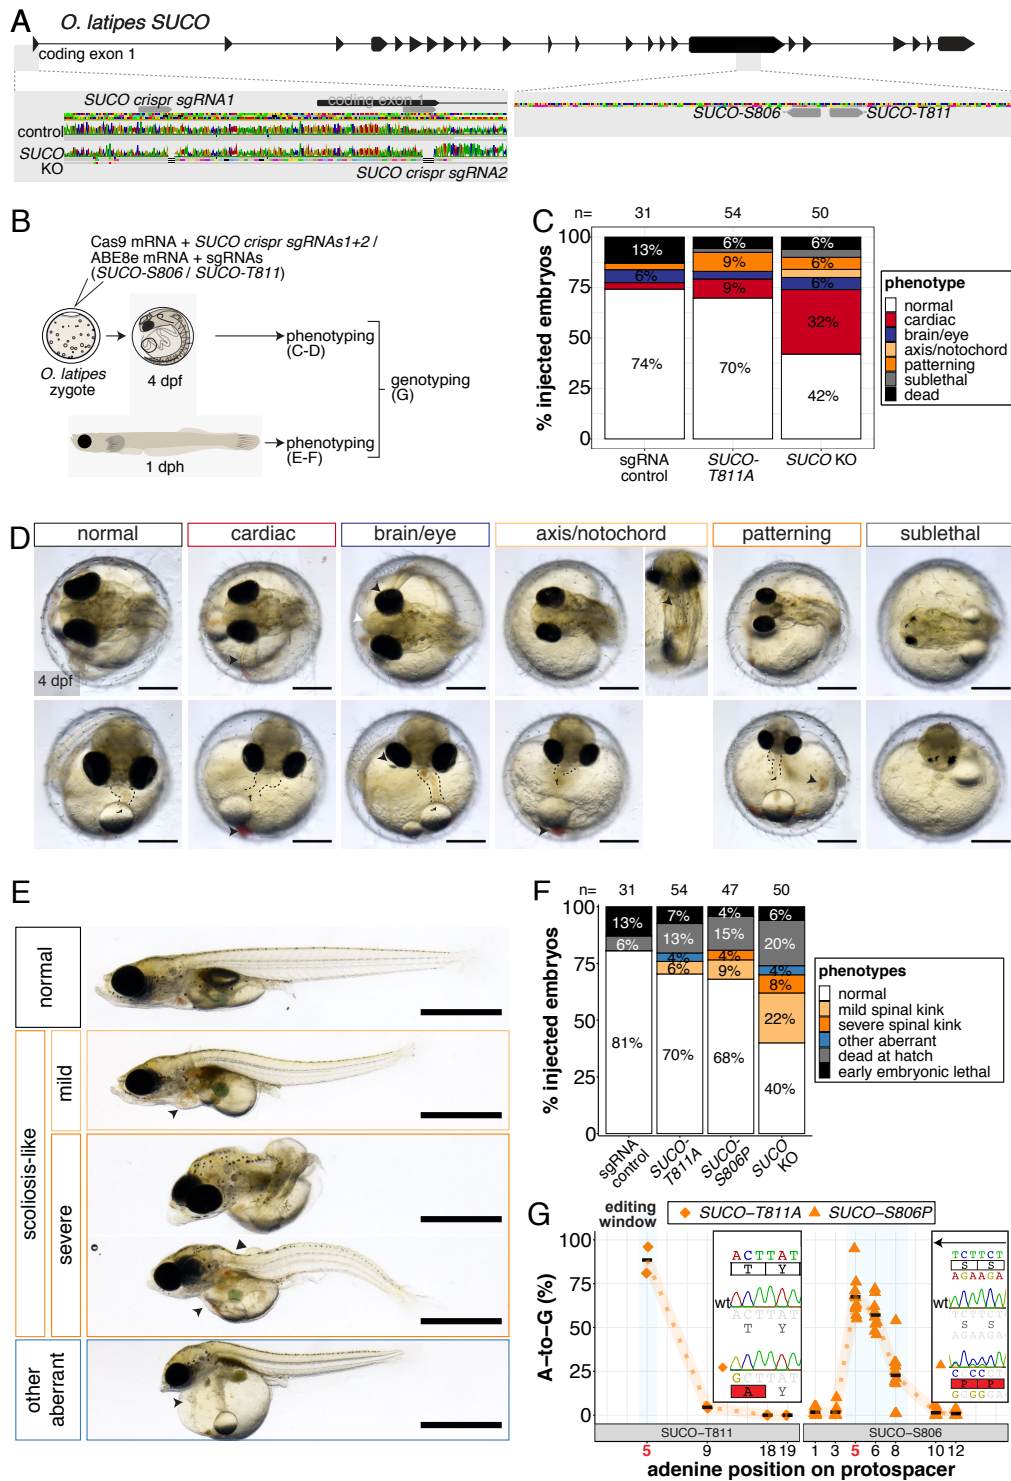 A
O. latipes SUCO
coding exon 1
SUCO crispr sgRNA1
coding exon 1
control
SUCO
KO
SUCO crispr sgRNA2
SUCO-S806
SUCO-T811
B
Cas9 mRNA + SUCO crispr sgRNAs1+2 /
ABE8e mRNA + sgRNAs
(SUCO-S806 / SUCO-T811)
O. latipes
zygote
4 dpf
phenotyping
(C-D)
genotyping
(G)
1 dph
phenotyping
(E-F)
C
n= 31 54 50
% injected embryos
100
75
50
25
0
13%
6%
74%
6%
9%
9%
70%
6%
6%
6%
32%
42%
sgRNA
control
SUCO-
T811A
SUCO KO
phenotype
normal
cardiac
brain/eye
axis/notochord
patterning
sublethal
dead
D
normal cardiac brain/eye axis/notochord patterning sublethal
4 dpf
E
normal
scoliosis-like
mild
severe
other
aberrant
F
n= 31 54 47 50
% injected embryos
100
75
50
25
0
13%
6%
81%
7%
13%
4%
6%
70%
4%
15%
4%
9%
68%
6%
20%
4%
8%
22%
40%
sgRNA
control
SUCO-
T811A
SUCO-
S806P
SUCO
KO
phenotypes
normal
mild spinal kink
severe spinal kink
other aberrant
dead at hatch
early embryonic lethal
G
editing
window
SUCO–T811A SUCO–S806P
A–to–G (%)
100
75
50
25
0
ACTTAT
T Y
wt
ACTTAT
T Y
GCTTAT
A Y
TCTTCT
S S
AGAAGA
wt
TCTTCT
S S
AGAAGA
CCCCCT
P P
GGGGGA
SUCO–T811 SUCO–S806
5 9 18 19 1 3 5 6 8 10 12
adenine position on protospacer